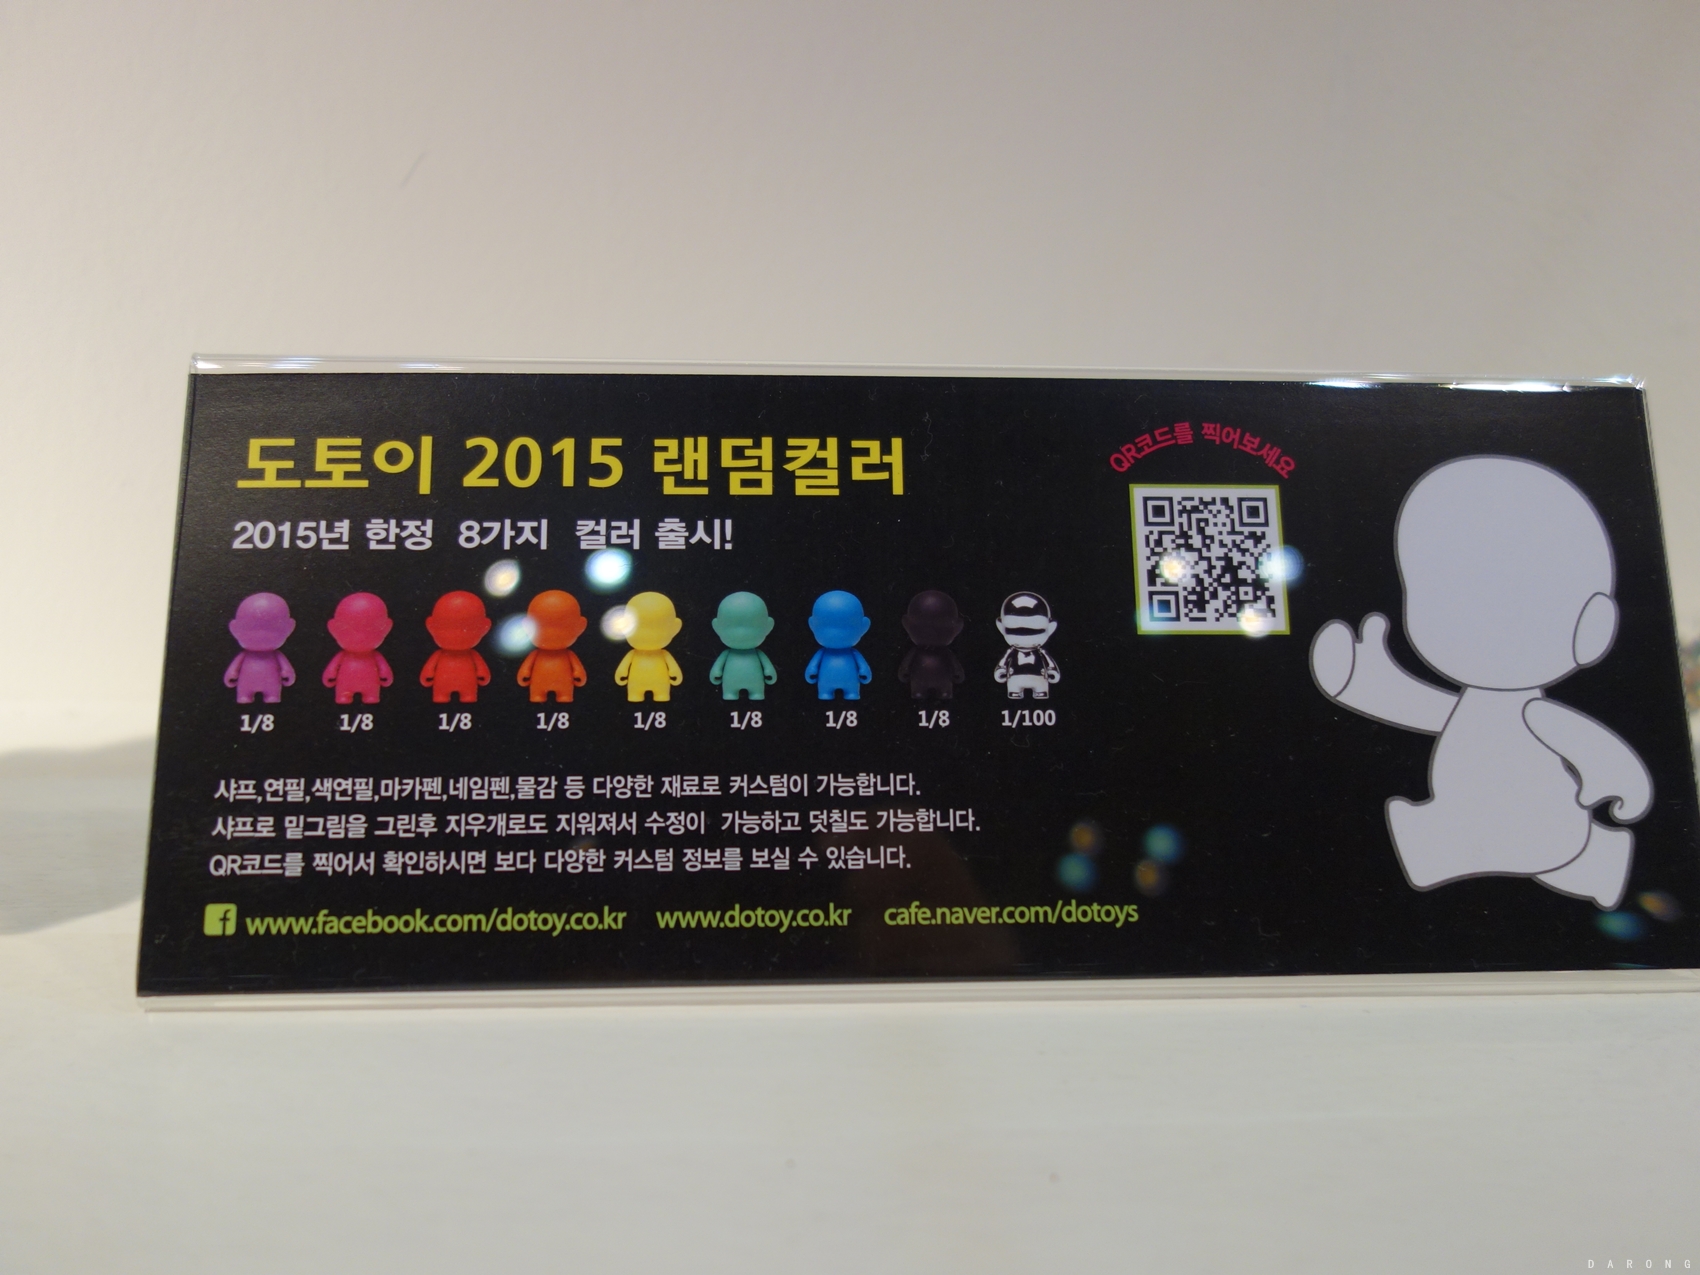 도토이 2015 랜덤컬러
2015년 한정 8가지 컬러 출시!
1/8 1/8 1/8 1/8 1/8 1/8 1/8 1/8 1/100
샤프,연필,색연필,마카펜,네임펜,물감 등 다양한 재료로 커스텀이 가능합니다.
샤프로 밑그림을 그린후 지우개로도 지워져서 수정이 가능하고 덧칠도 가능합니다.
QR코드를 찍어서 확인하시면 보다 다양한 커스텀 정보를 보실 수 있습니다.
f www.facebook.com/dotoy.co.kr www.dotoy.co.kr cafe.naver.com/dotoys
QR코드를 찍어보세요
DARONG